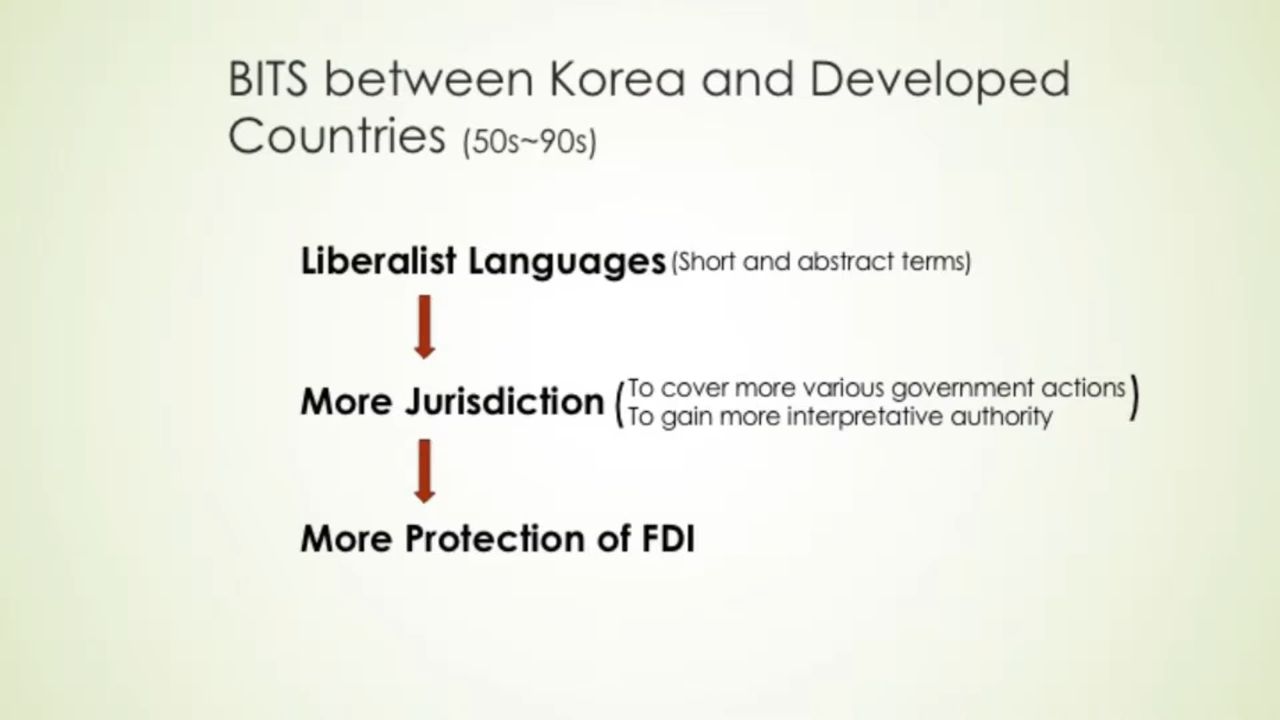 BITS between Korea and Developed
Countries (50s~90s)
Liberalist Languages (Short and abstract terms)
More Jurisdiction (To cover more various government actions
To gain more interpretative authority)
More Protection of FDI